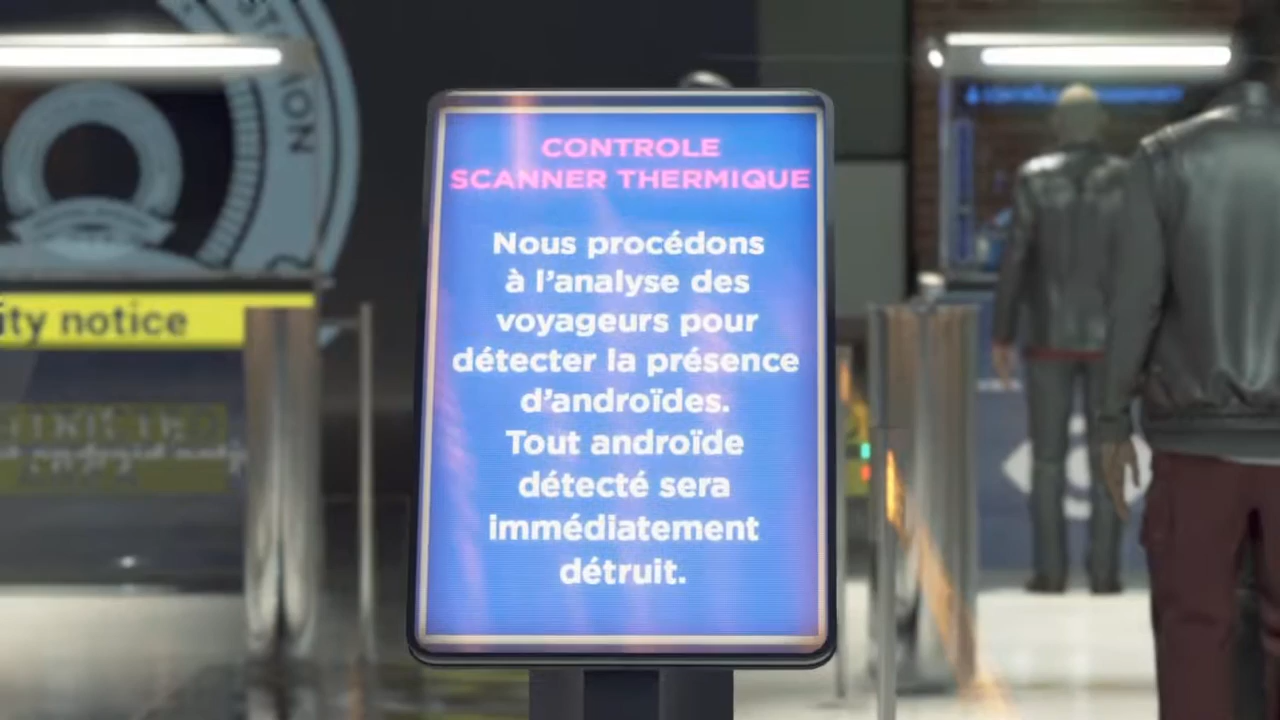 CONTROLE
SCANNER THERMIQUE
Nous procédons
à l’analyse des
voyageurs pour
détecter la présence
d’androïdes.
Tout androïde
détecté sera
immédiatement
détruit.
ity notice